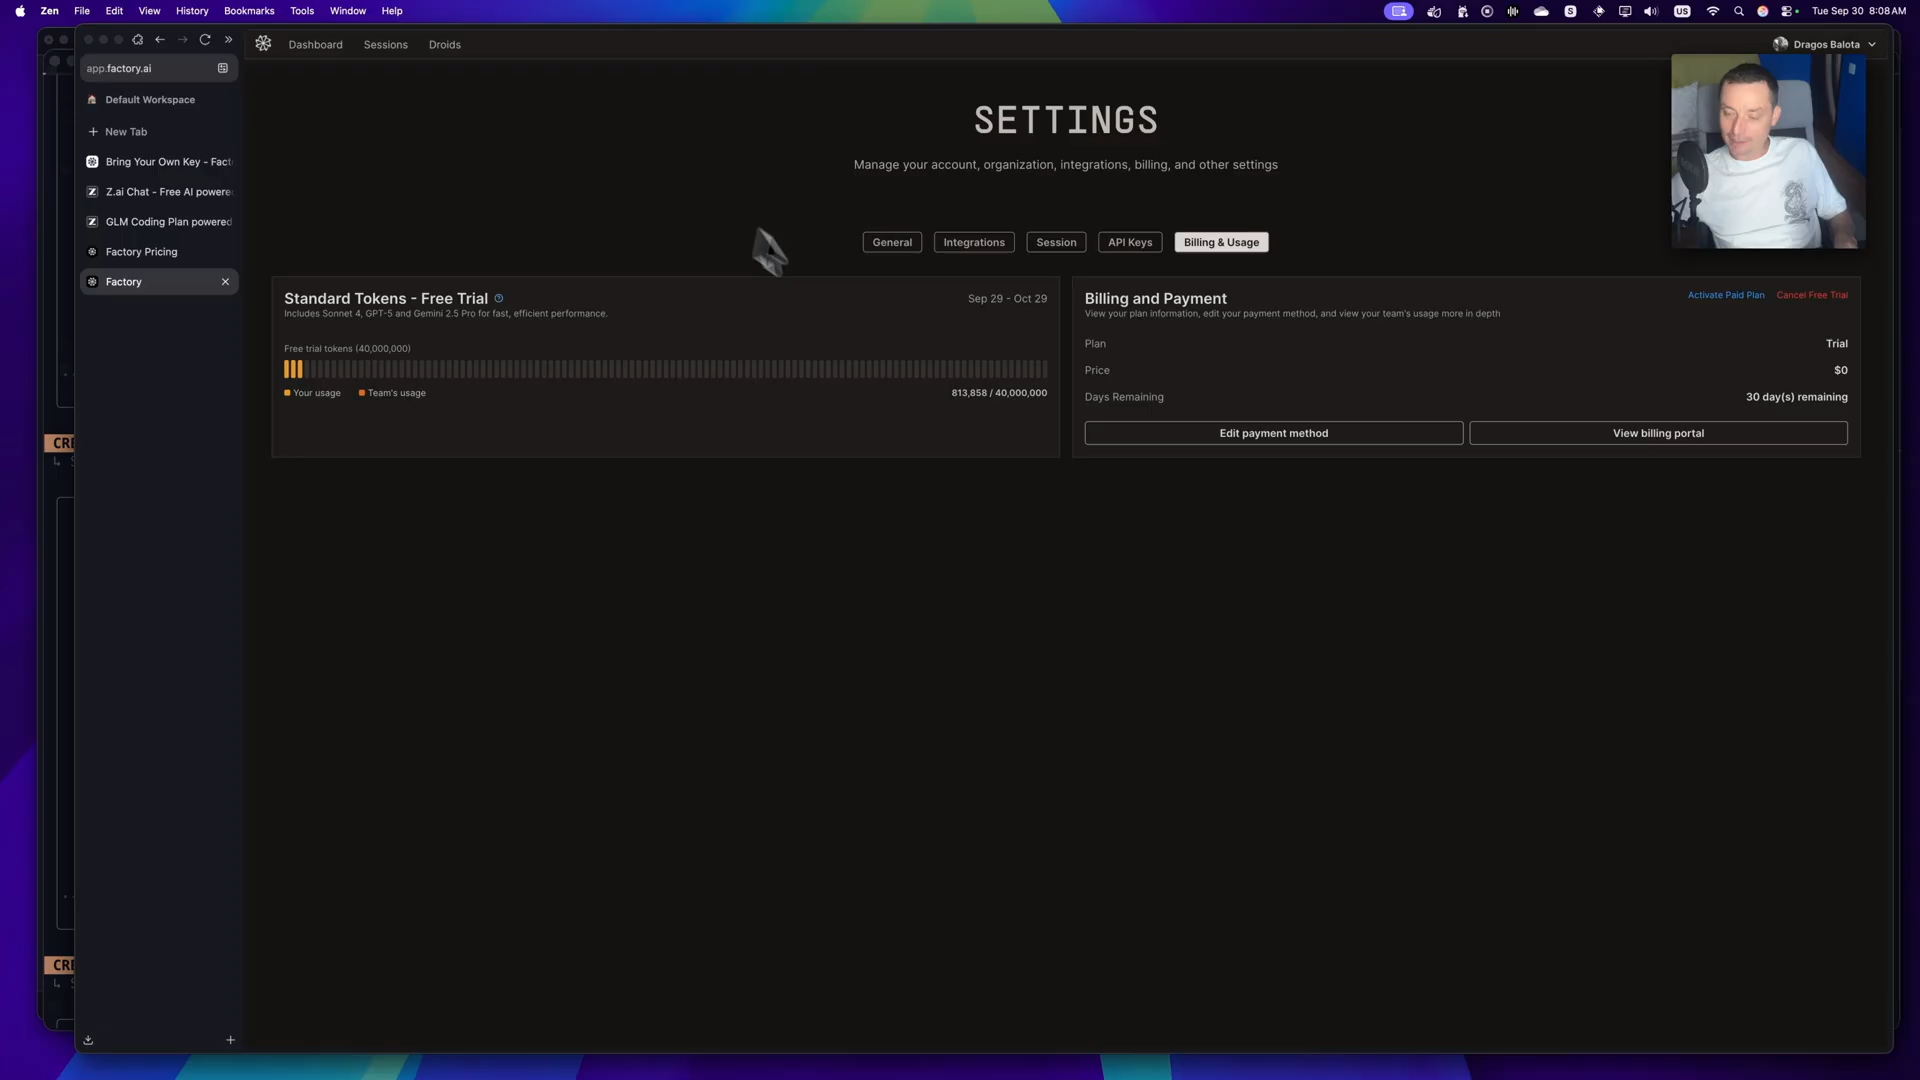 Zen File Edit View History Bookmarks Tools Window Help
S US Tue Sep 30 8:08 AM
app.factory.ai
Dashboard Sessions Droids
Dragos Balota
Default Workspace
New Tab
Bring Your Own Key - Fact
Z.ai Chat - Free AI powere
GLM Coding Plan powered
Factory Pricing
Factory
SETTINGS
Manage your account, organization, integrations, billing, and other settings
General Integrations Session API Keys Billing & Usage
Standard Tokens - Free Trial
Sep 29 - Oct 29
Includes Sonnet 4, GPT-5 and Gemini 2.5 Pro for fast, efficient performance.
Free trial tokens (40,000,000)
Your usage Team's usage
813,858 / 40,000,000
Billing and Payment
Activate Paid Plan Cancel Free Trial
View your plan information, edit your payment method, and view your team's usage more in depth
Plan Trial
Price $0
Days Remaining 30 day(s) remaining
Edit payment method View billing portal